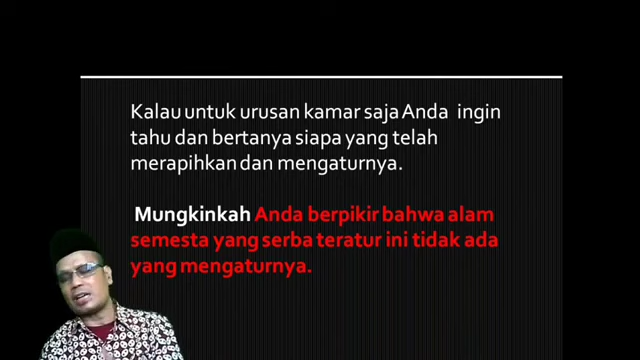 Kalau untuk urusan kamar saja Anda ingin
tahu dan bertanya siapa yang telah
merapihkan dan mengaturnya.
Mungkinkah Anda berpikir bahwa alam
semesta yang serba teratur ini tidak ada
yang mengaturnya.